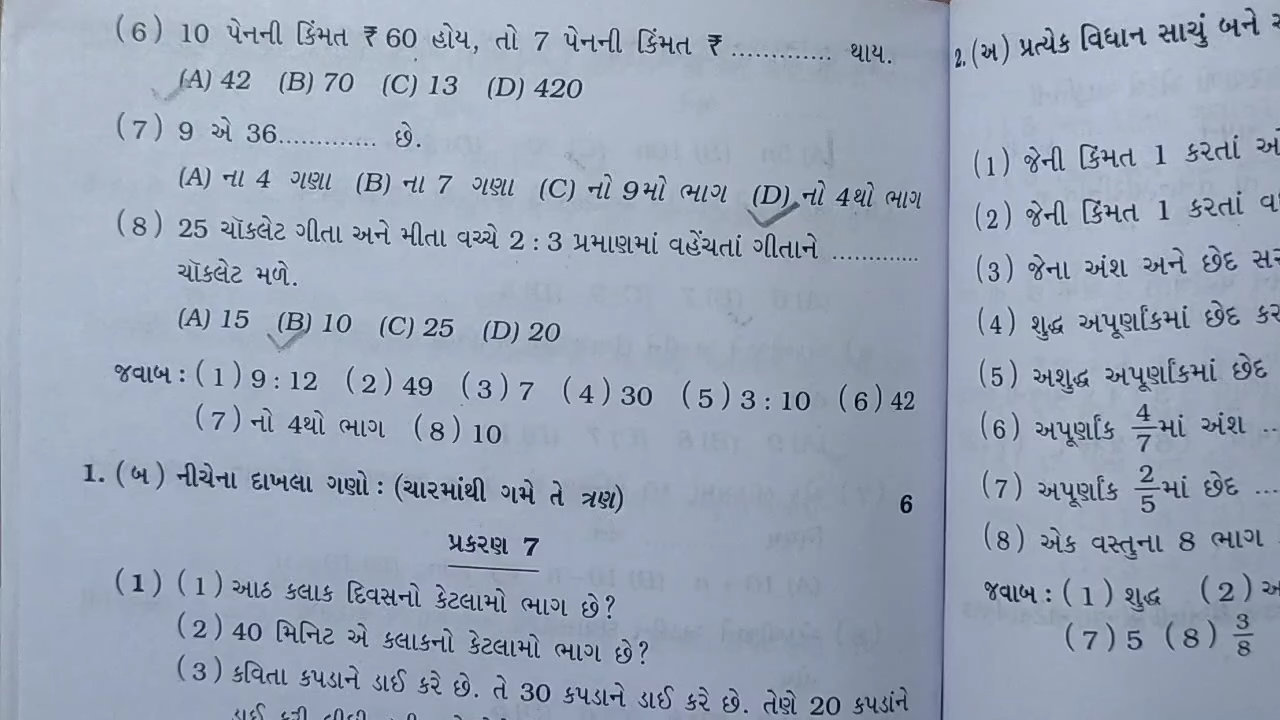 (6) 10 પેનની કિંમત ₹ 60 હોય, તો 7 પેનની કિંમત ₹ ............. થાય.
(A) 42 (B) 70 (C) 13 (D) 420
(7) 9 એ 36............. છે.
(A) ના 4 ગણા (B) ના 7 ગણા (C) નો 9મો ભાગ (D) નો 4થો ભાગ
(8) 25 ચૉકલેટ ગીતા અને મીતા વચ્ચે 2 : 3 પ્રમાણમાં વહેંચતાં ગીતાને .............
ચૉકલેટ મળે.
(A) 15 (B) 10 (C) 25 (D) 20
જવાબ : (1) 9 : 12 (2) 49 (3) 7 (4) 30 (5) 3 : 10 (6) 42
(7) નો 4થો ભાગ (8) 10
1. (બ) નીચેના દાખલા ગણો : (ચારમાંથી ગમે તે ત્રણ) 6
પ્રકરણ 7
(1) (1) આઠ કલાક દિવસનો કેટલામો ભાગ છે?
(2) 40 મિનિટ એ કલાકનો કેટલામો ભાગ છે?
(3) કવિતા કપડાને ડાઈ કરે છે. તે 30 કપડાને ડાઈ કરે છે. તેણે 20 કપડાંને
2. (અ) પ્રત્યેક વિધાન સાચું બને
(1) જેની કિંમત 1 કરતાં
(2) જેની કિંમત 1 કરતાં
(3) જેના અંશ અને છેદ
(4) શુદ્ધ અપૂર્ણાંકમાં છેદ
(5) અશુદ્ધ અપૂર્ણાંકમાં છેદ
(6) અપૂર્ણાંક 4/7માં અંશ ...
(7) અપૂર્ણાંક 2/5માં છેદ ...
(8) એક વસ્તુના 8 ભાગ
જવાબ : (1) શુદ્ધ (2)
(7) 5 (8) 3/8